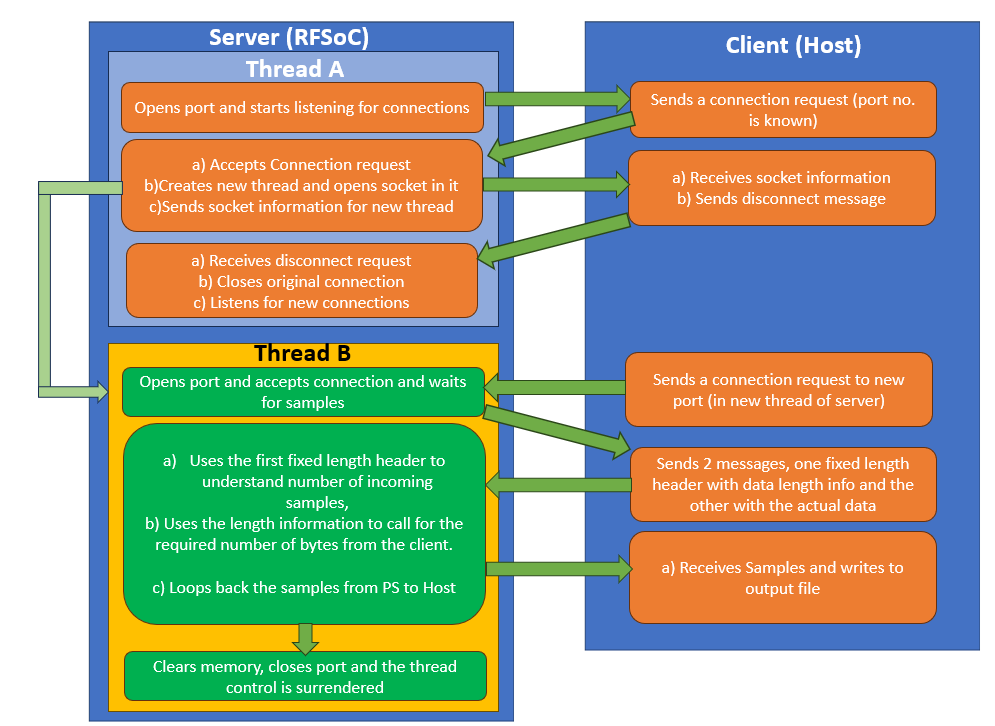 Server (RFSoC)
Thread A
Opens port and starts listening for connections
a) Accepts Connection request
b)Creates new thread and opens socket in it
c)Sends socket information for new thread
a) Receives disconnect request
b) Closes original connection
c) Listens for new connections
Thread B
Opens port and accepts connection and waits
for samples
a) Uses the first fixed length header to
understand number of incoming
samples,
b) Uses the length information to call for the
required number of bytes from the client.
c) Loops back the samples from PS to Host
Clears memory, closes port and the thread
control is surrendered
Client (Host)
Sends a connection request (port no.
is known)
a) Receives socket information
b) Sends disconnect message
Sends a connection request to new
port (in new thread of server)
Sends 2 messages, one fixed length
header with data length info and the
other with the actual data
a) Receives Samples and writes to
output file